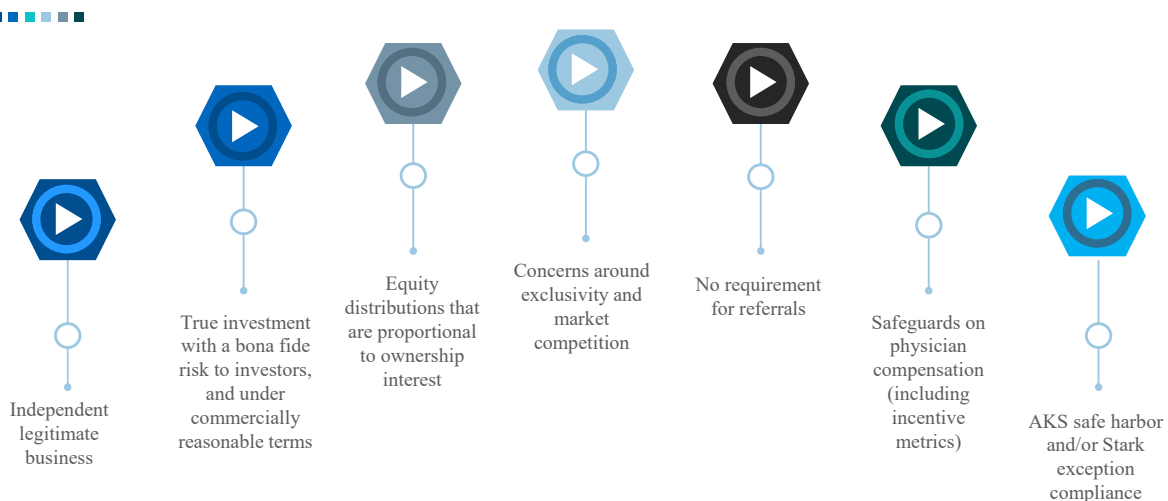 Independent
legitimate
business
True investment
with a bona fide
risk to investors,
and under
commercially
reasonable terms
Equity
distributions that
are proportional
to ownership
interest
Concerns around
exclusivity and
market
competition
No requirement
for referrals
Safeguards on
physician
compensation
(including
incentive
metrics)
AKS safe harbor
and/or Stark
exception
compliance